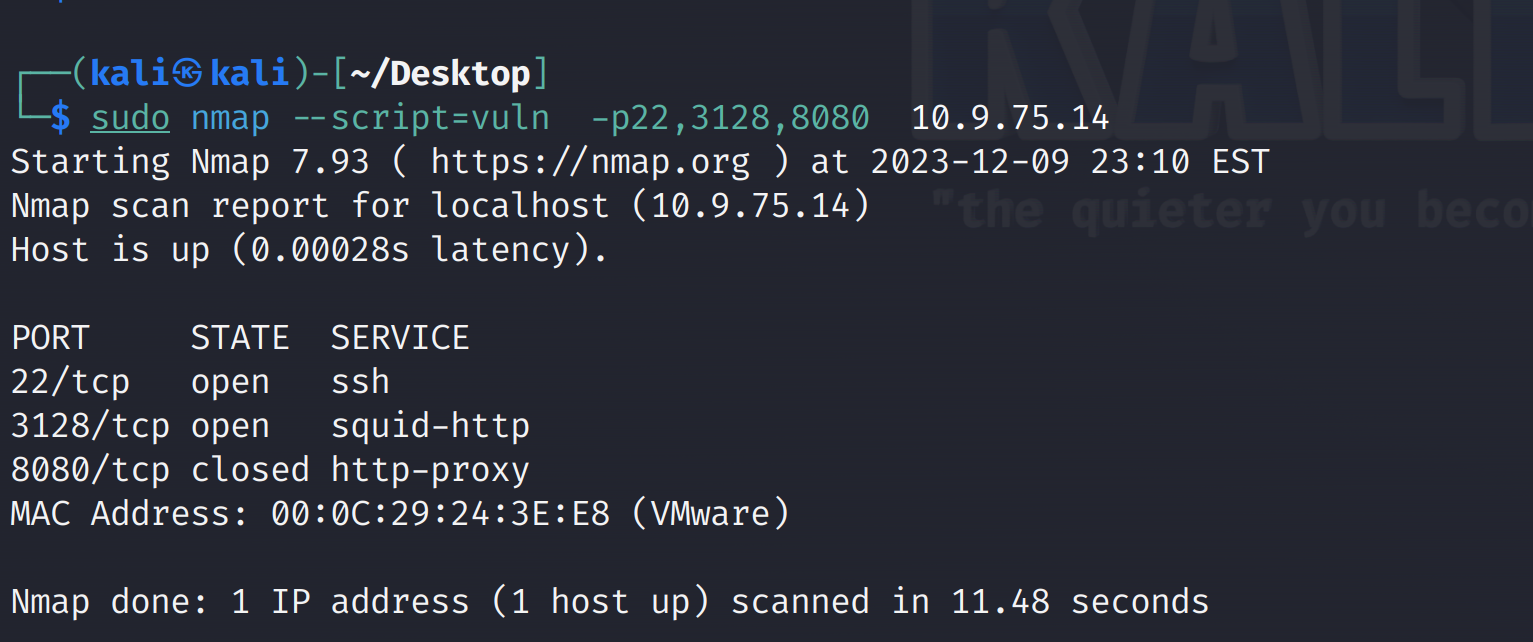 ┌──(kali㉿kali)-[~/Desktop]
└─$ sudo nmap --script=vuln  -p22,3128,8080  10.9.75.14
Starting Nmap 7.93 ( https://nmap.org ) at 2023-12-09 23:10 EST
Nmap scan report for localhost (10.9.75.14)
Host is up (0.00028s latency).
PORT     STATE  SERVICE
22/tcp   open   ssh
3128/tcp open   squid-http
8080/tcp closed http-proxy
MAC Address: 00:0C:29:24:3E:E8 (VMware)
Nmap done: 1 IP address (1 host up) scanned in 11.48 seconds
KALI
"the quieter you beco